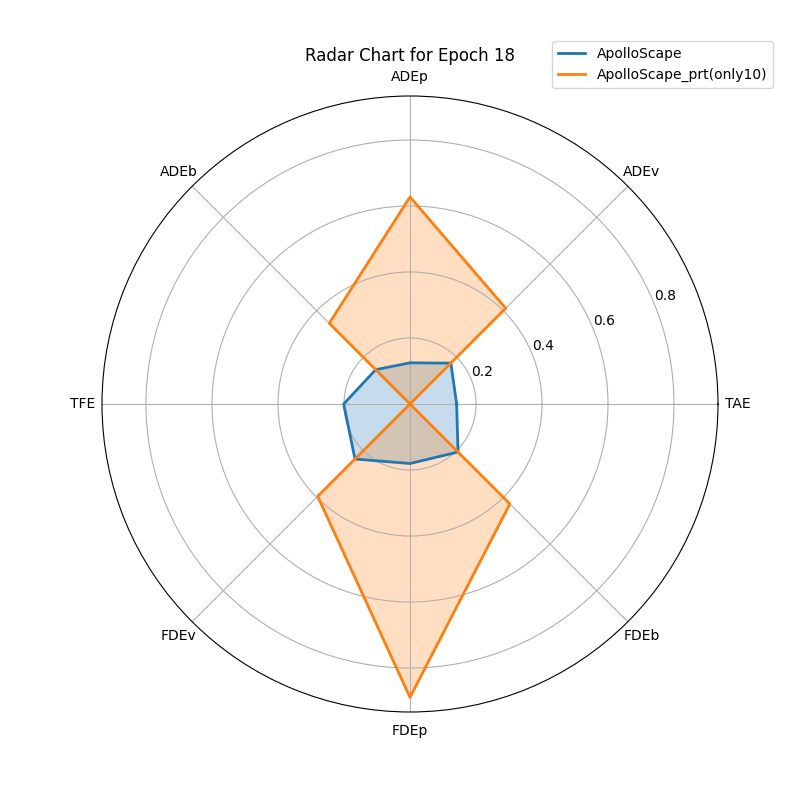 Radar Chart for Epoch 18
ApolloScape
ApolloScape_prt(only10)
ADEp
ADEb
ADEv
0.8
0.6
0.4
0.2
TFE
TAE
FDEv
FDEb
FDEp